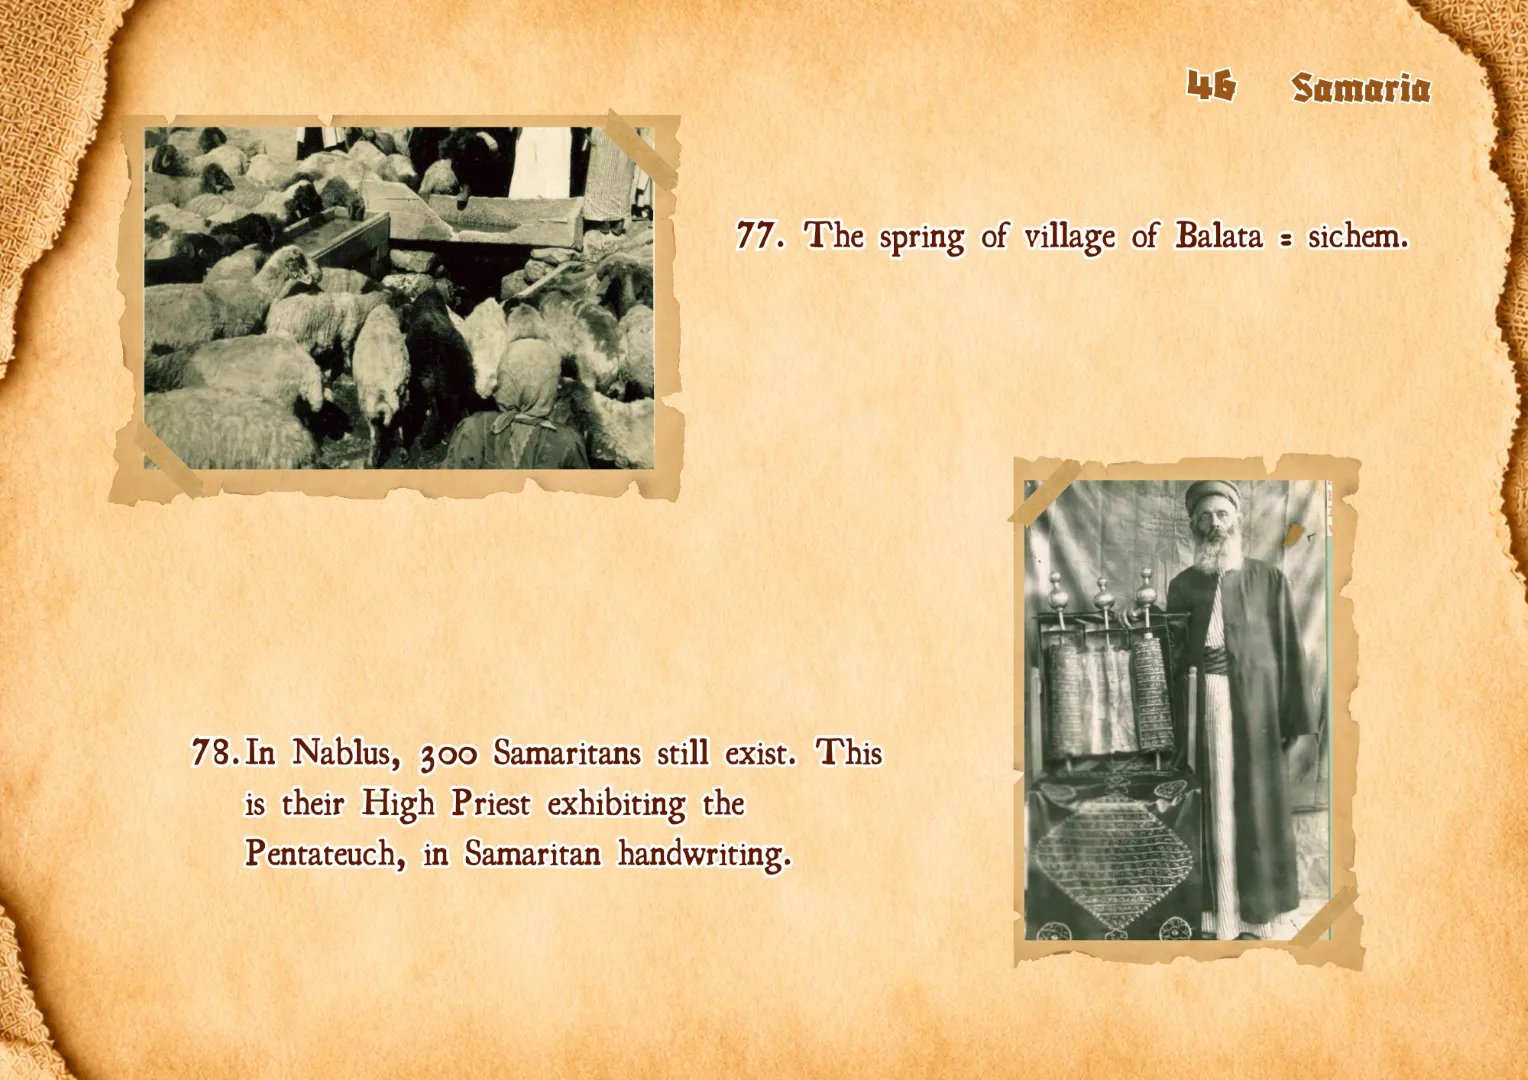 46 Samaria
77. The spring of village of Balata = sichem.
78. In Nablus, 300 Samaritans still exist. This
is their High Priest exhibiting the
Pentateuch, in Samaritan handwriting.